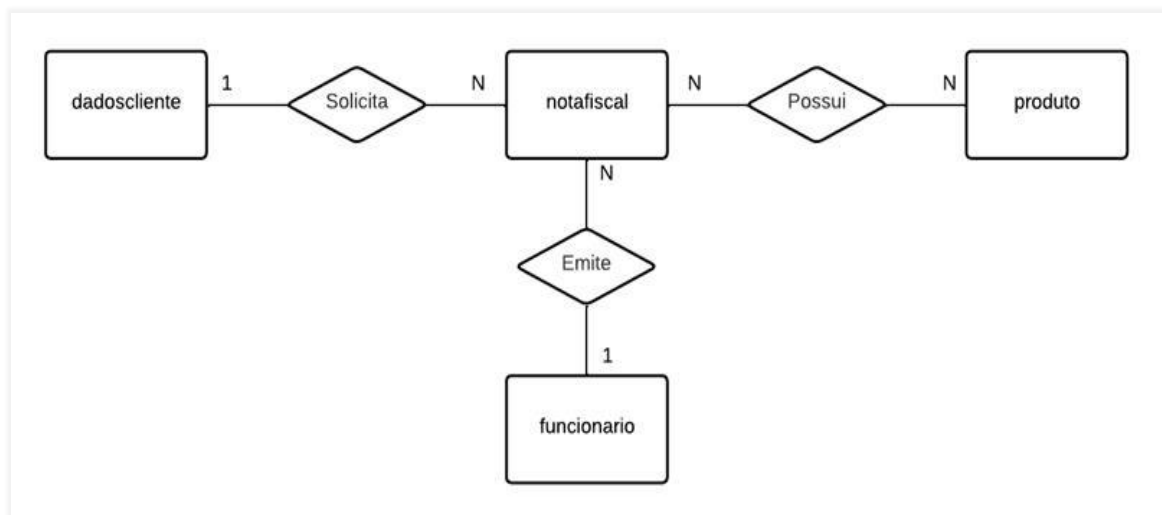 dadoscliente 1 Solicita N notafiscal N Possui N produto
N
Emite
1
funcionario